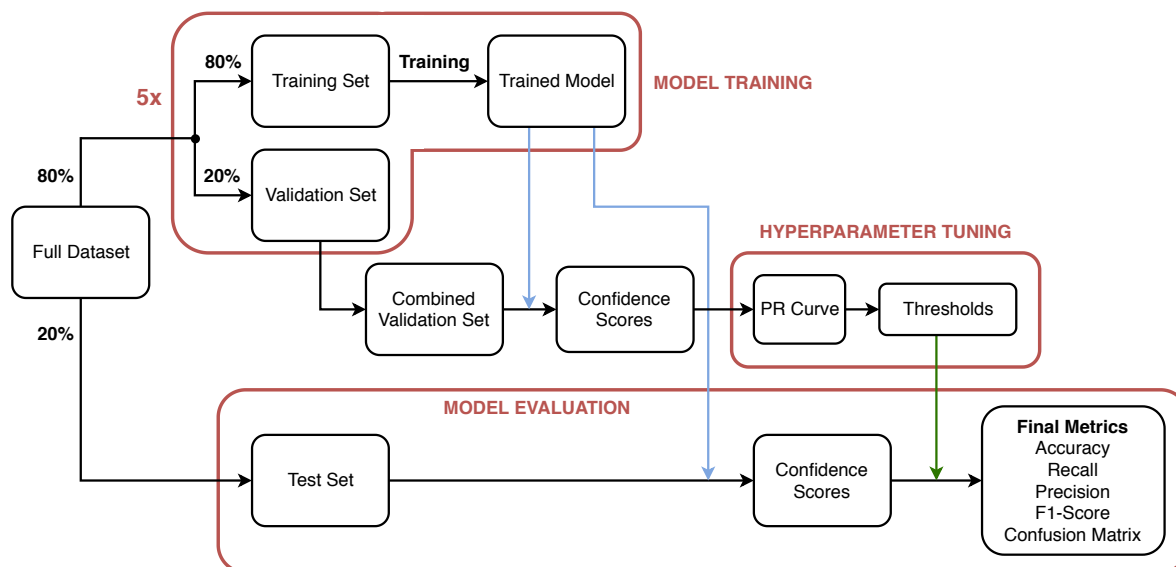 80%
Training Set
Training
Trained Model
MODEL TRAINING
5x
80%
20%
Validation Set
Full Dataset
HYPERPARAMETER TUNING
Combined
Validation Set
Confidence
Scores
PR Curve
Thresholds
20%
MODEL EVALUATION
Test Set
Confidence
Scores
Final Metrics
Accuracy
Recall
Precision
F1-Score
Confusion Matrix